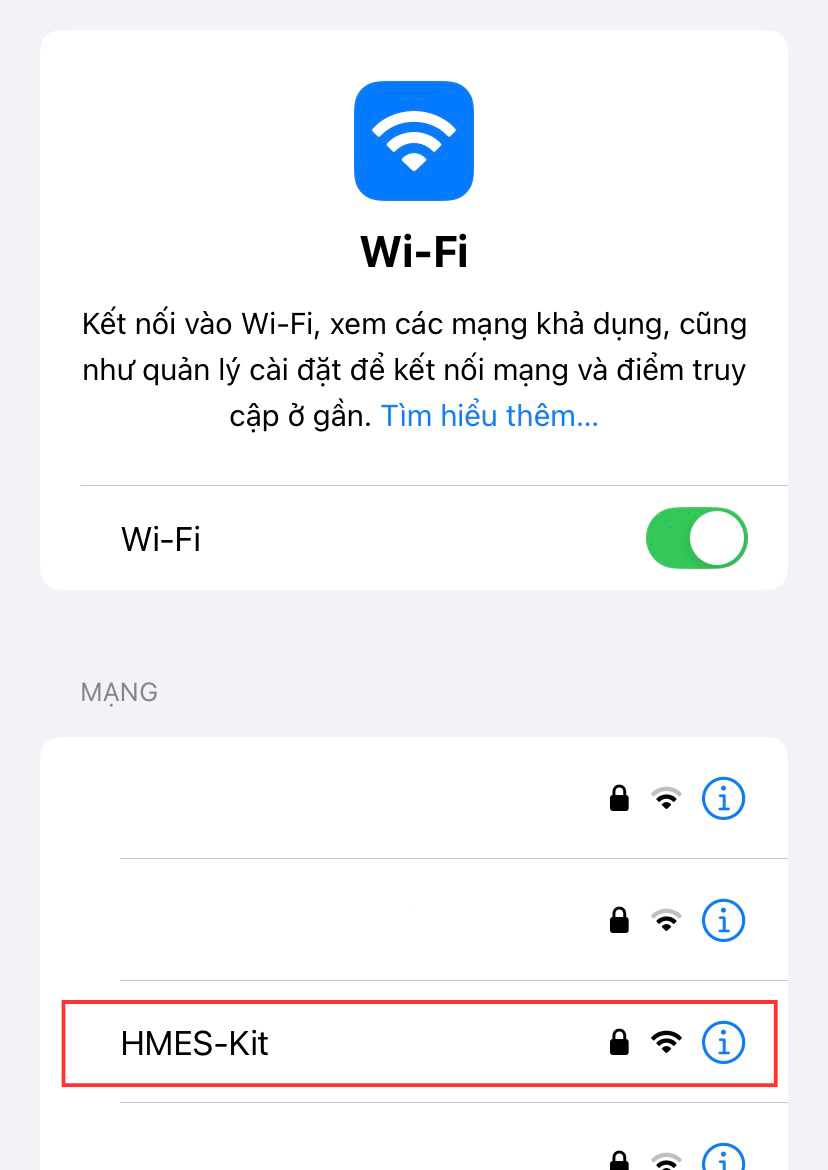 Wi-Fi
Kết nối vào Wi-Fi, xem các mạng khả dụng, cũng
như quản lý cài đặt để kết nối mạng và điểm truy
cập ở gần. Tìm hiểu thêm...
Wi-Fi
MẠNG
HMES-Kit